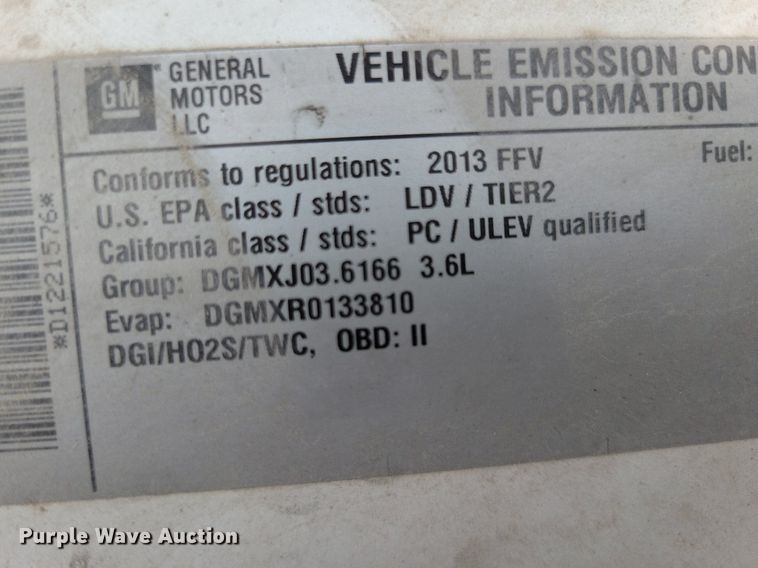 *D1221576*
GM
GENERAL
MOTORS
LLC
VEHICLE EMISSION CON
INFORMATION
Conforms to regulations: 2013 FFV
Fuel:
U.S. EPA class / stds: LDV / TIER2
California class / stds: PC / ULEV qualified
Group: DGMXJ03.6166 3.6L
Evap: DGMXR0133810
DGI/HO2S/TWC, OBD: II
Purple Wave Auction